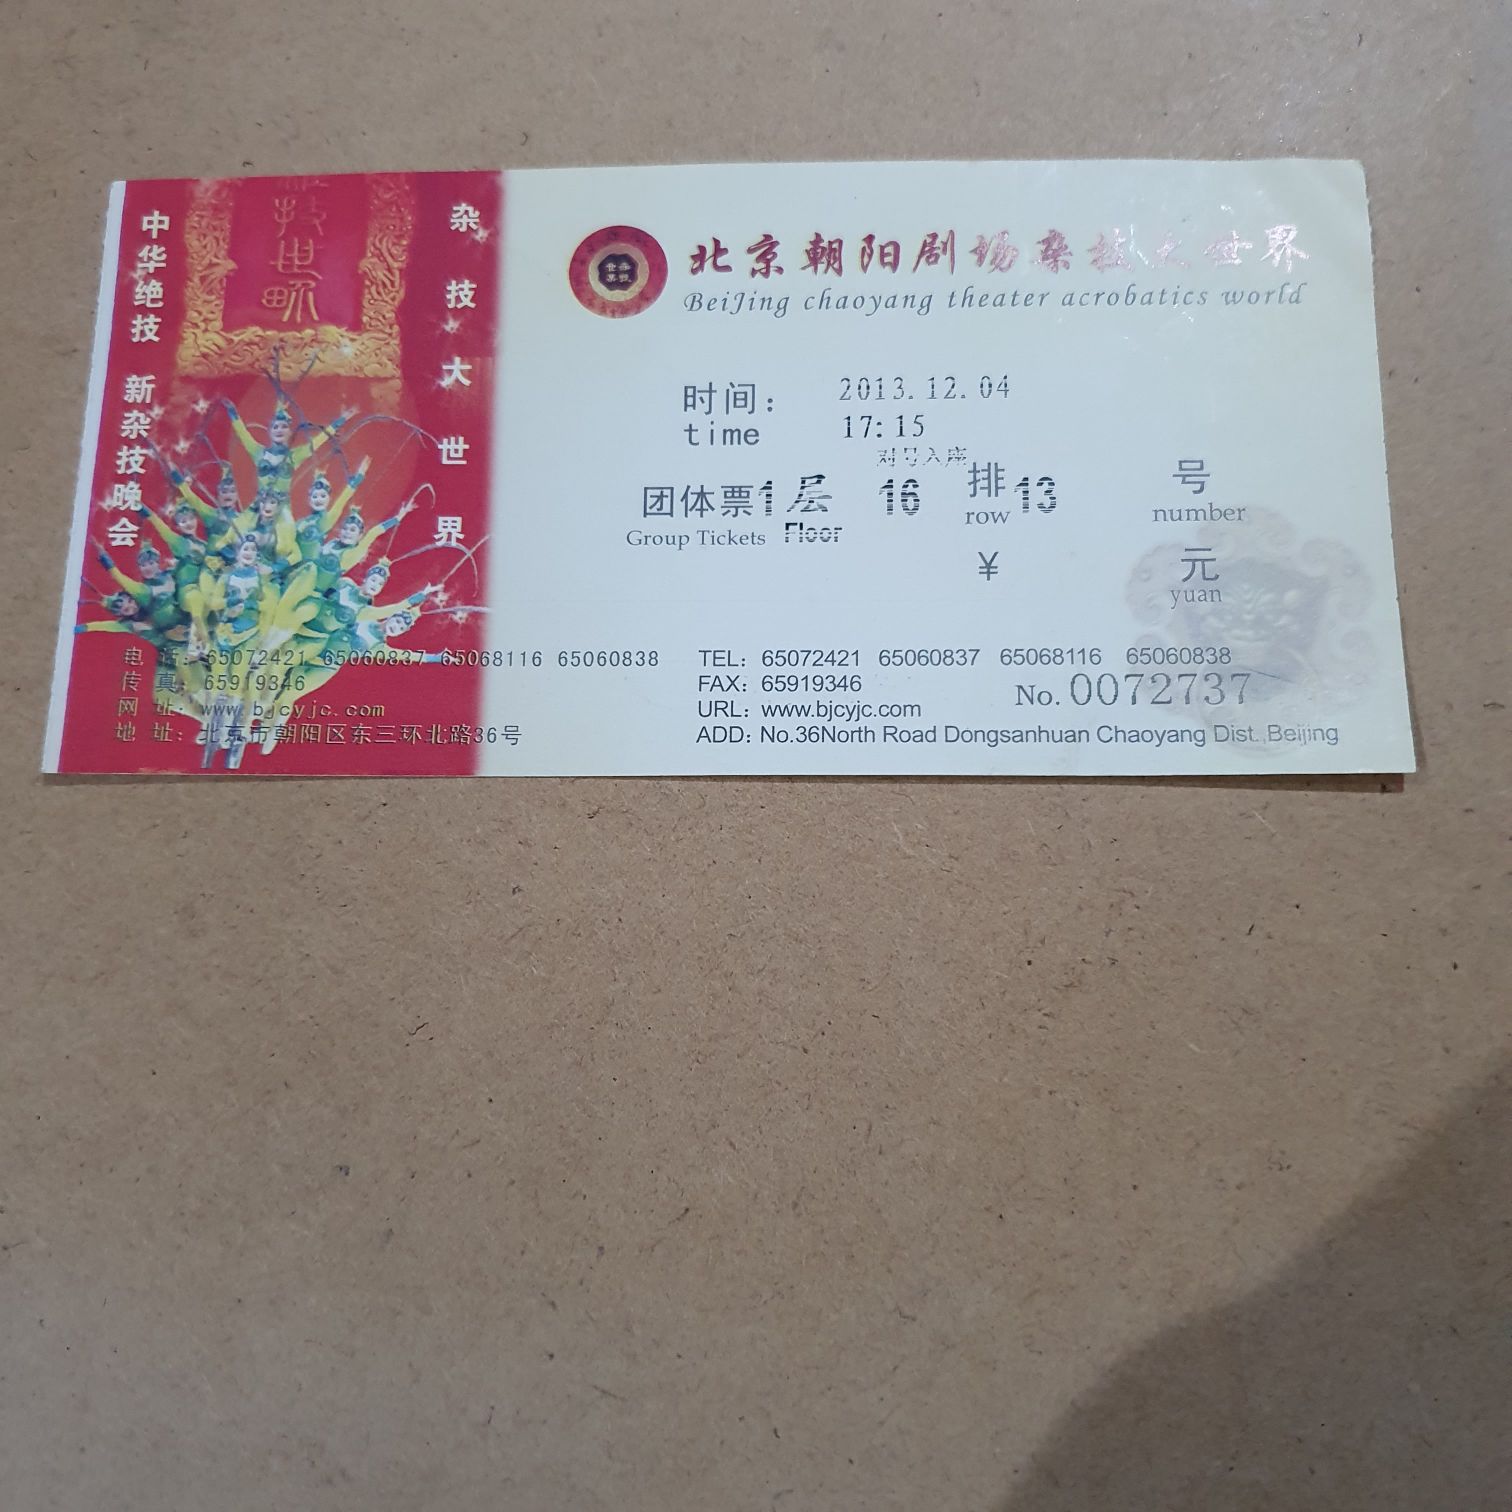 中华绝技 新杂技晚会
技世界
杂技大世界
北京朝阳剧场杂技大世界
BeiJing chaoyang theater acrobatics world
时间: 2013.12.04
time 17:15
对号入座
团体票1层 16 排 13 号
Group Tickets Floor row number
¥ 元
yuan
电 话: 65072421 65060837 65068116 65060838
传 真: 65919346
网 址: www.bjcyjc.com
地 址: 北京市朝阳区东三环北路36号
TEL: 65072421 65060837 65068116 65060838
FAX: 65919346
No. 0072737
URL: www.bjcyjc.com
ADD: No.36North Road Dongsanhuan Chaoyang Dist.,Beijing